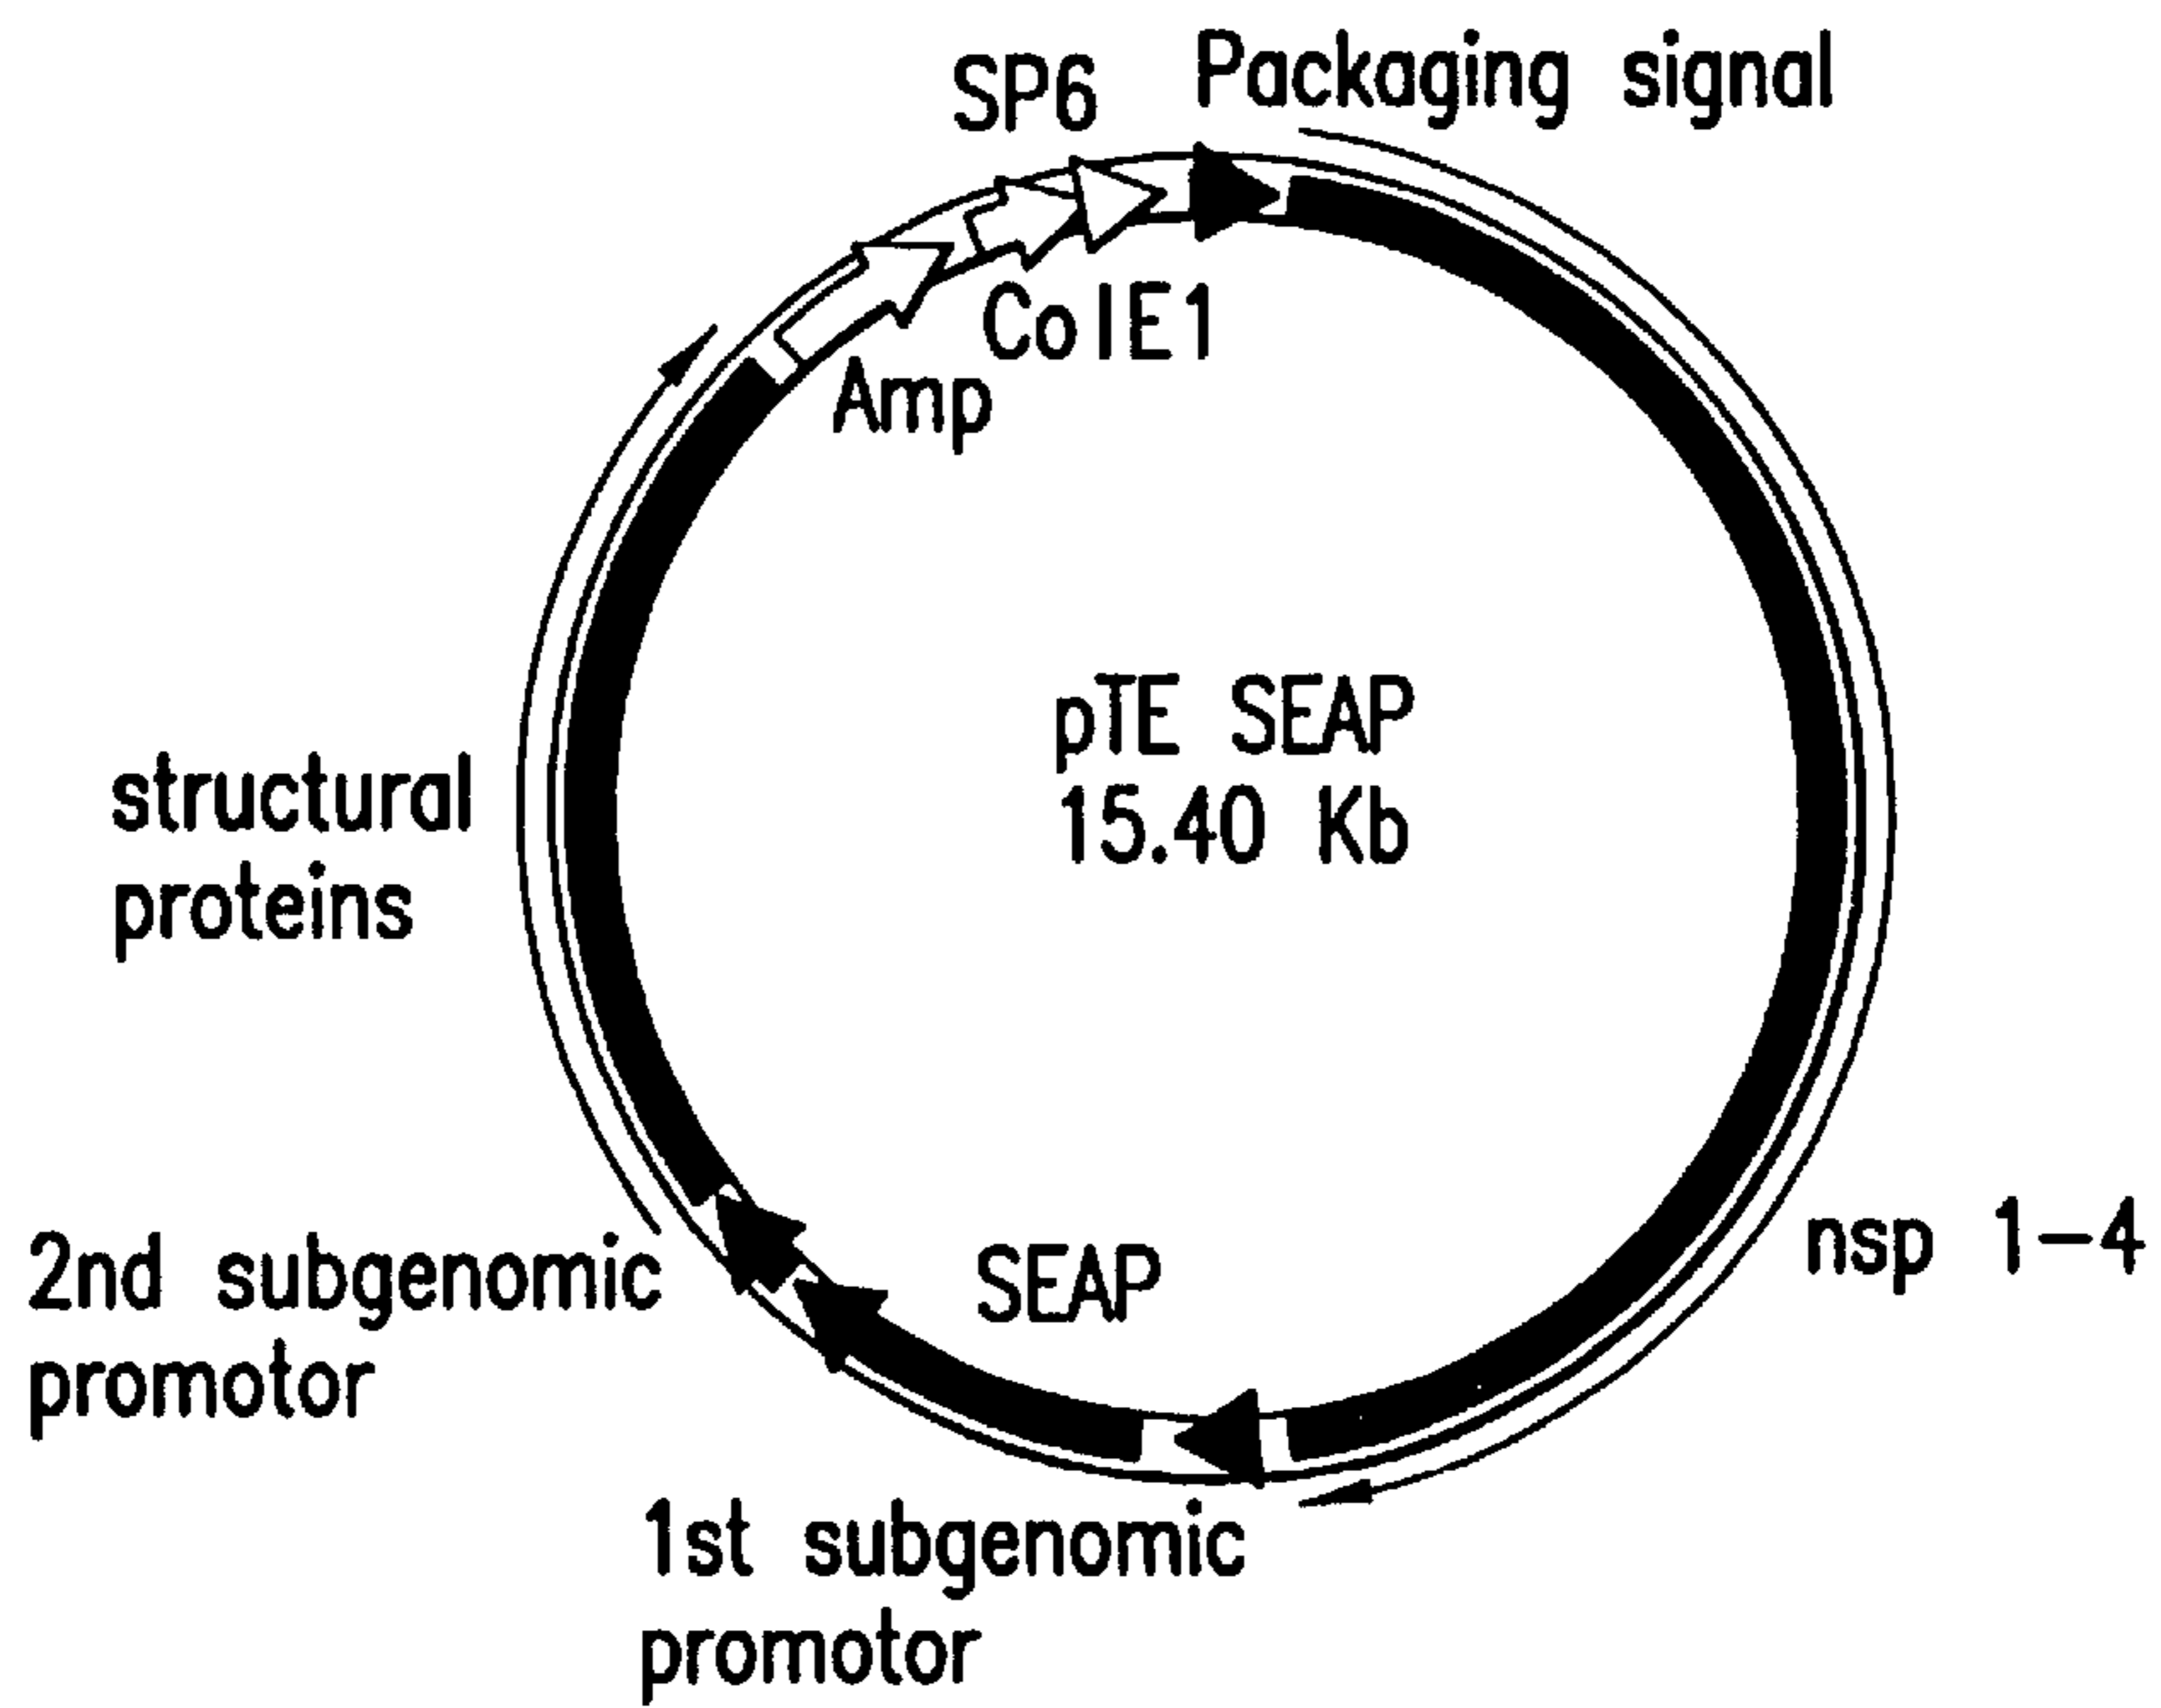 SP6
Packaging signal
ColE1
Amp
pTE SEAP
15.40 Kb
structural
proteins
nsp 1-4
2nd subgenomic
promotor
SEAP
1st subgenomic
promotor